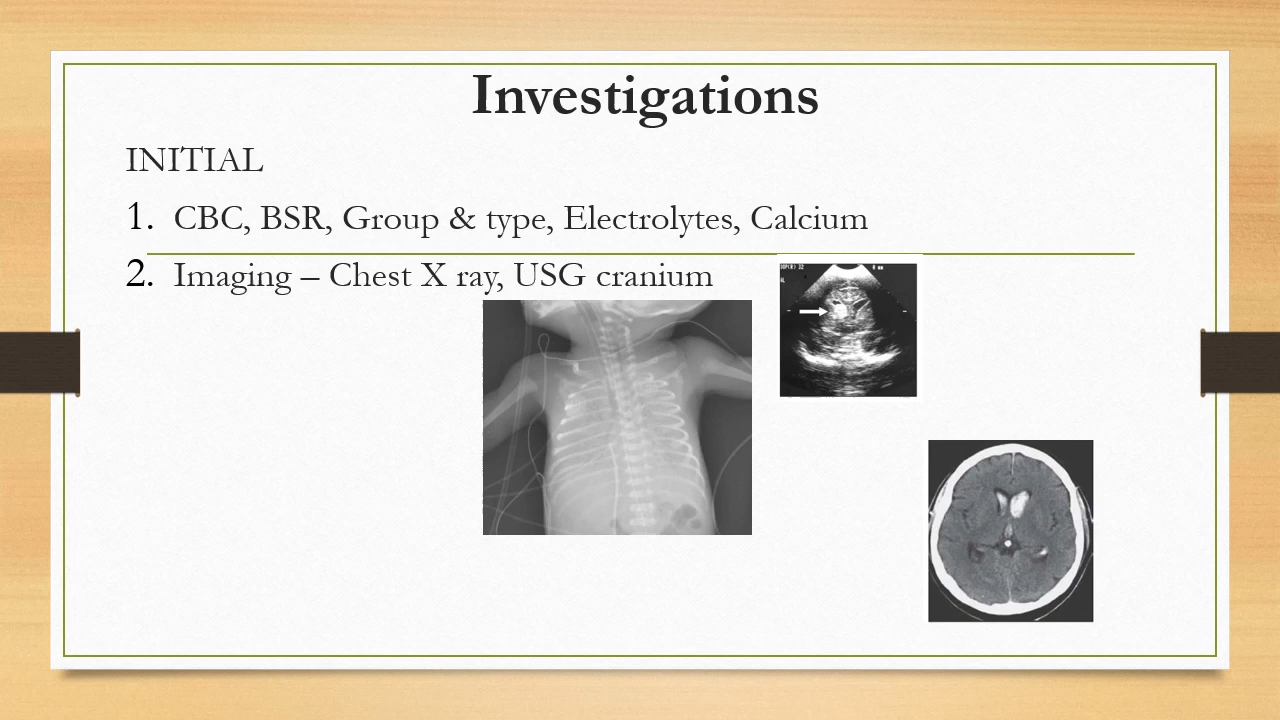 Investigations
INITIAL
1. CBC, BSR, Group & type, Electrolytes, Calcium
2. Imaging – Chest X ray, USG cranium